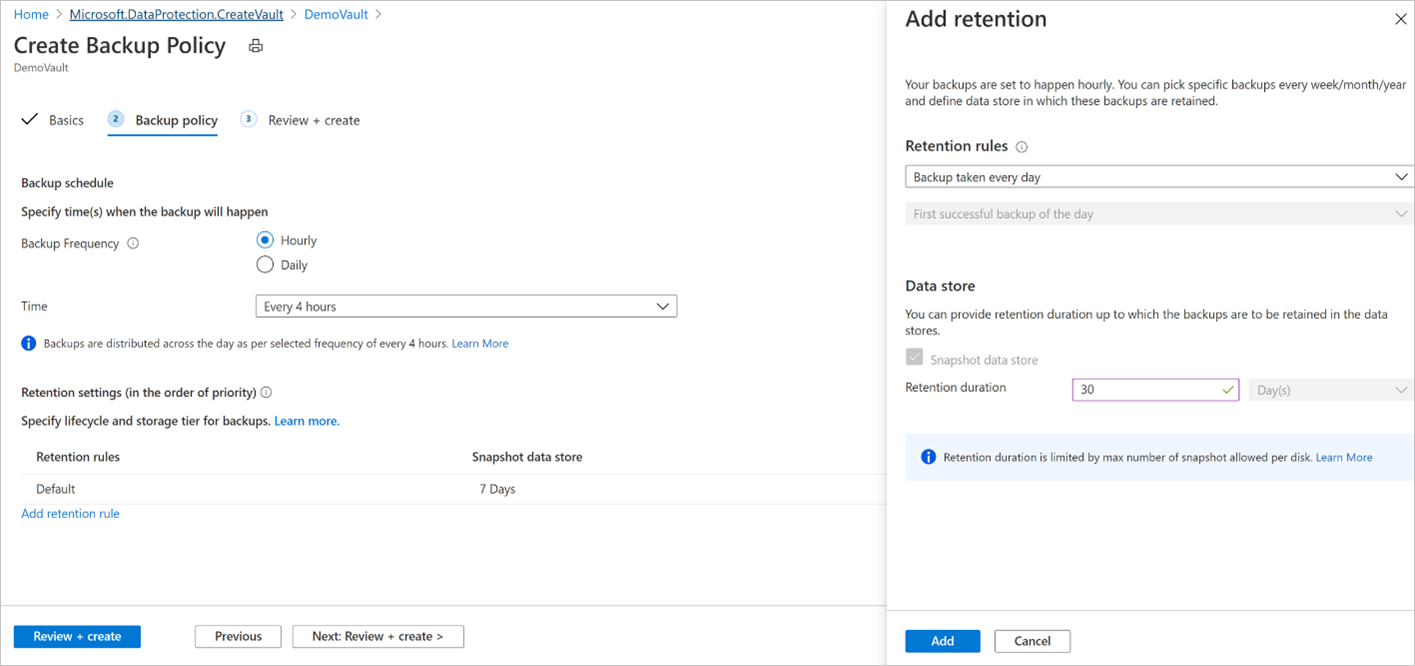 Home > Microsoft.DataProtection.CreateVault > DemoVault >
Create Backup Policy
DemoVault
Basics
2 Backup policy
3 Review + create
Backup schedule
Specify time(s) when the backup will happen
Backup Frequency
Hourly
Daily
Time
Every 4 hours
Backups are distributed across the day as per selected frequency of every 4 hours. Learn More
Retention settings (in the order of priority)
Specify lifecycle and storage tier for backups. Learn more.
Retention rules Snapshot data store
Default 7 Days
Add retention rule
Review + create
Previous
Next: Review + create >
Add retention
Your backups are set to happen hourly. You can pick specific backups every week/month/year
and define data store in which these backups are retained.
Retention rules
Backup taken every day
First successful backup of the day
Data store
You can provide retention duration up to which the backups are to be retained in the data
stores.
Snapshot data store
Retention duration
30
Day(s)
Retention duration is limited by max number of snapshot allowed per disk. Learn More
Add
Cancel